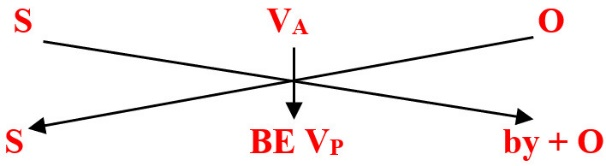 S V_A O
S BE V_P by + O